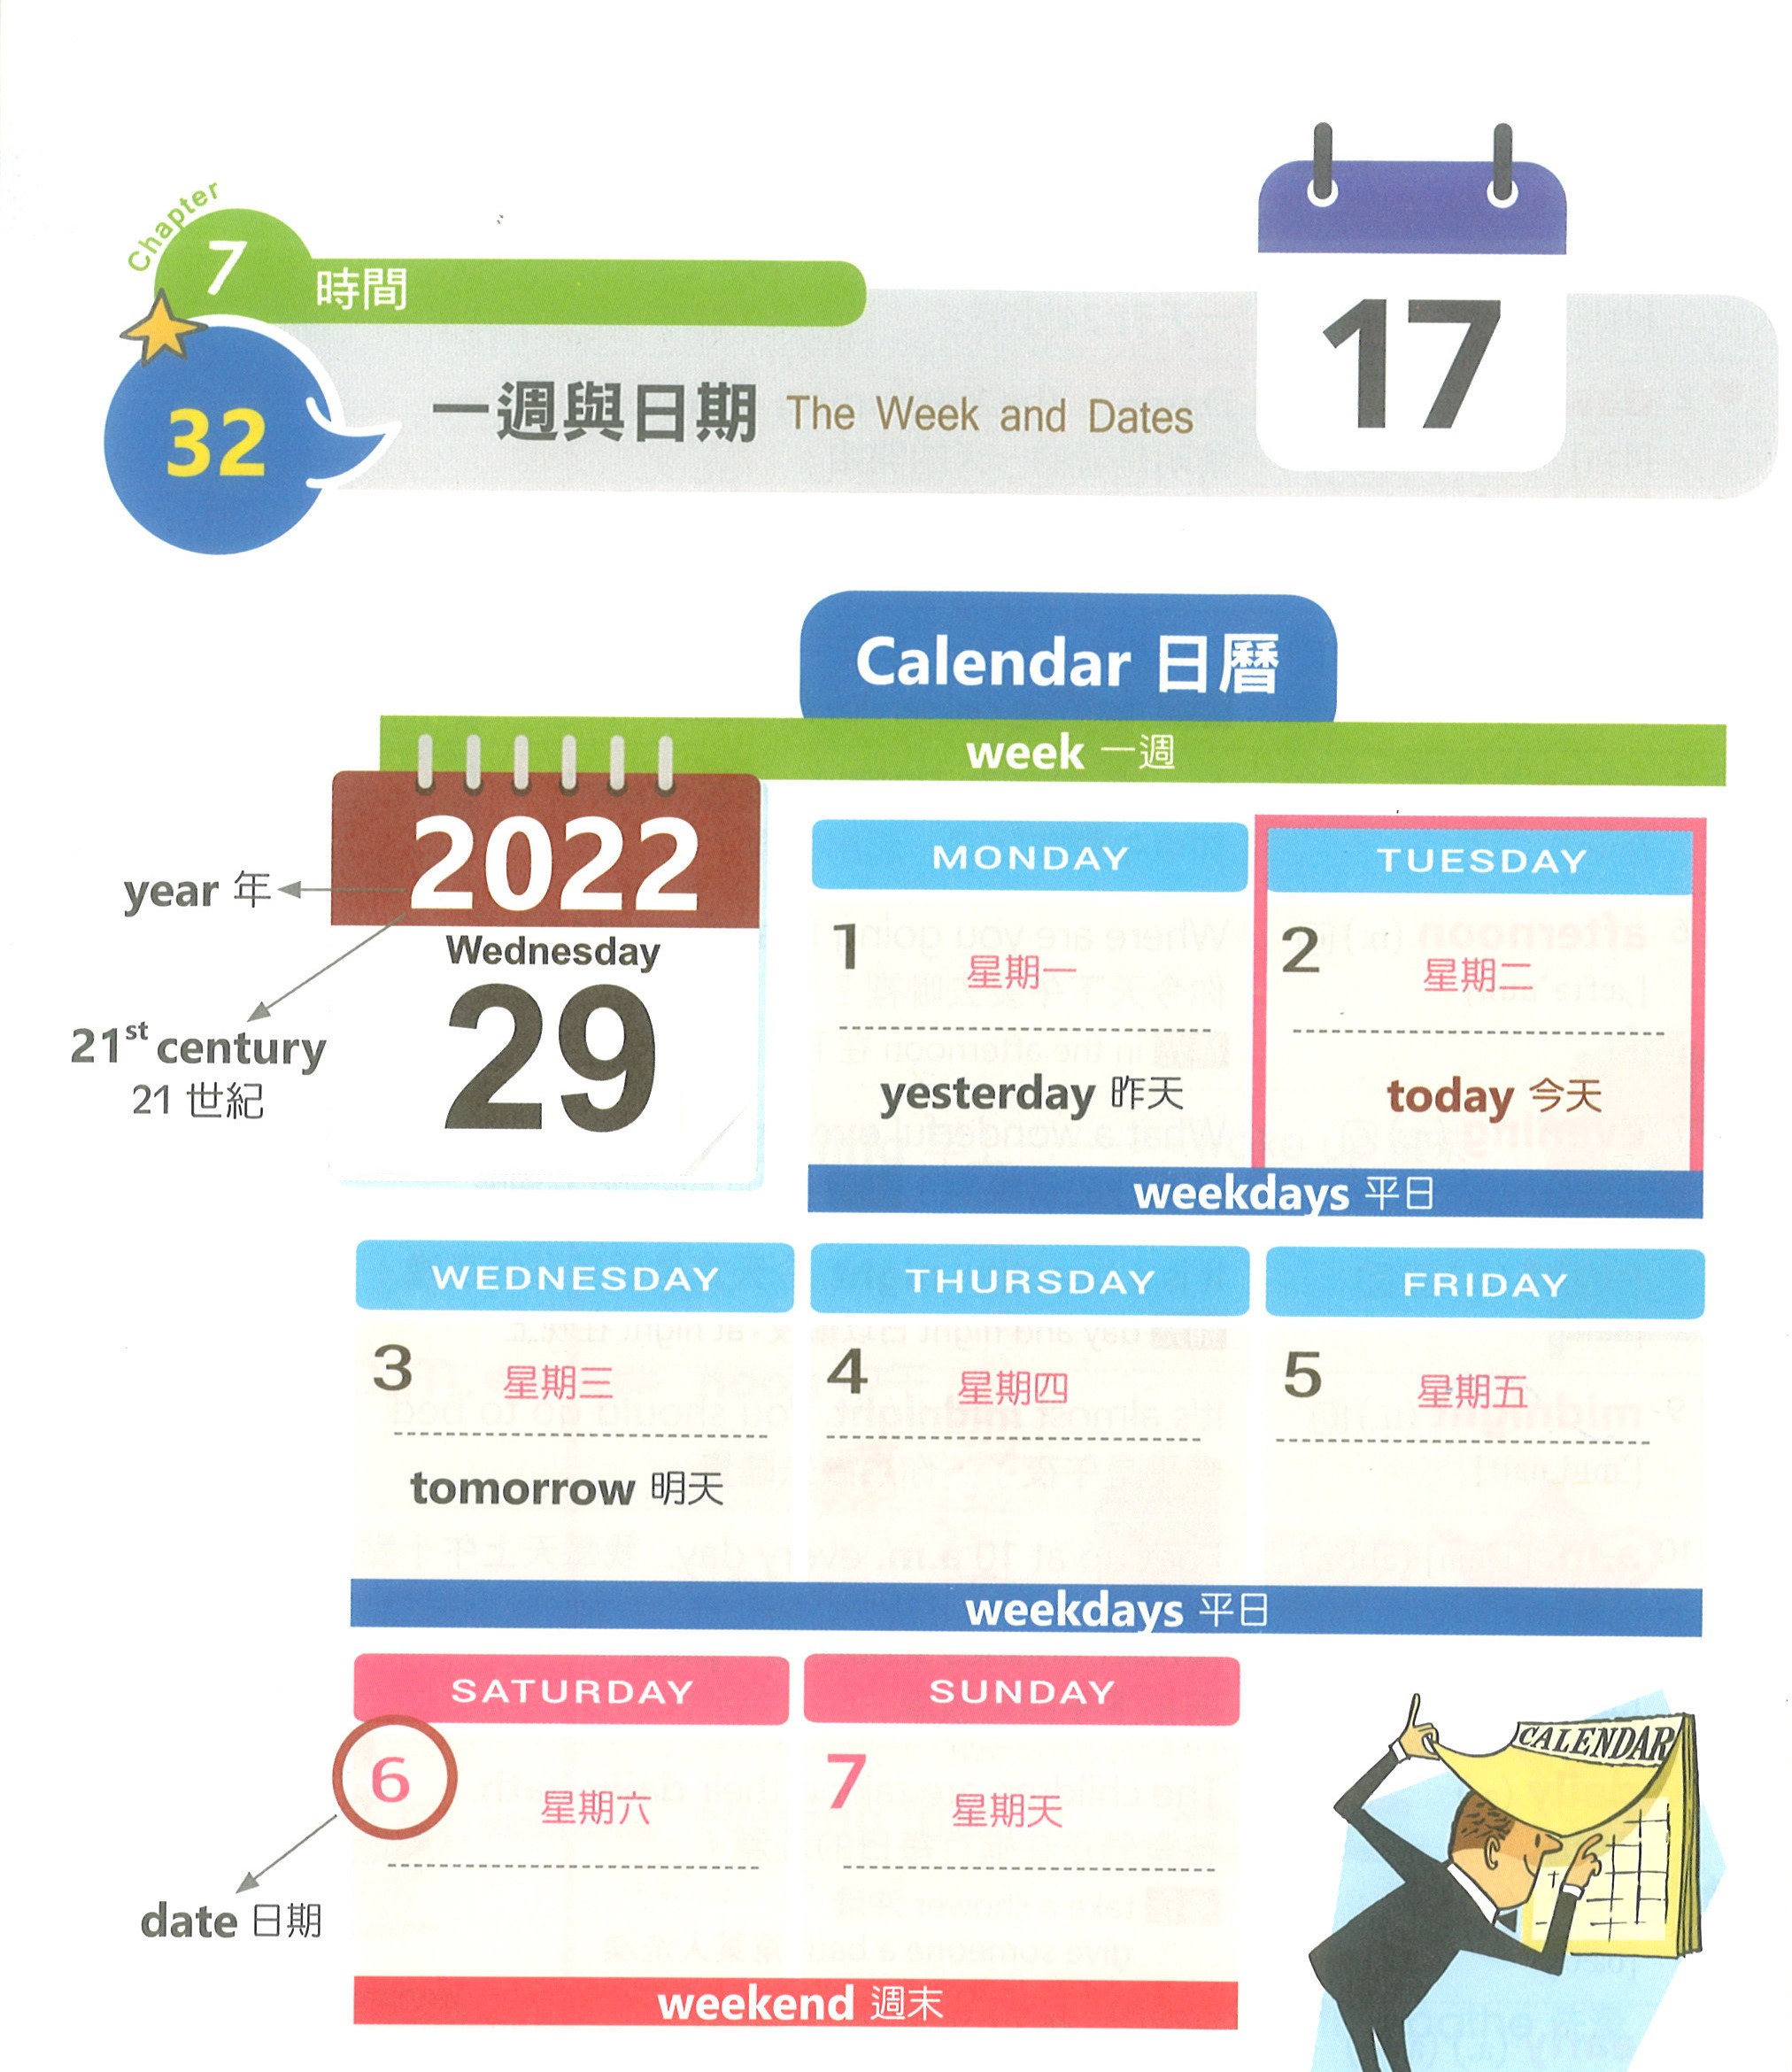 Chapter
7 時間
32 一週與日期 The Week and Dates
17
Calendar 日曆
week 一週
2022
year 年
Wednesday
29
21st century
21 世紀
MONDAY
1 星期一
yesterday 昨天
TUESDAY
2 星期二
today 今天
weekdays 平日
WEDNESDAY
3 星期三
tomorrow 明天
THURSDAY
4 星期四
FRIDAY
5 星期五
weekdays 平日
SATURDAY
6 星期六
SUNDAY
7 星期天
date 日期
weekend 週末
CALENDAR